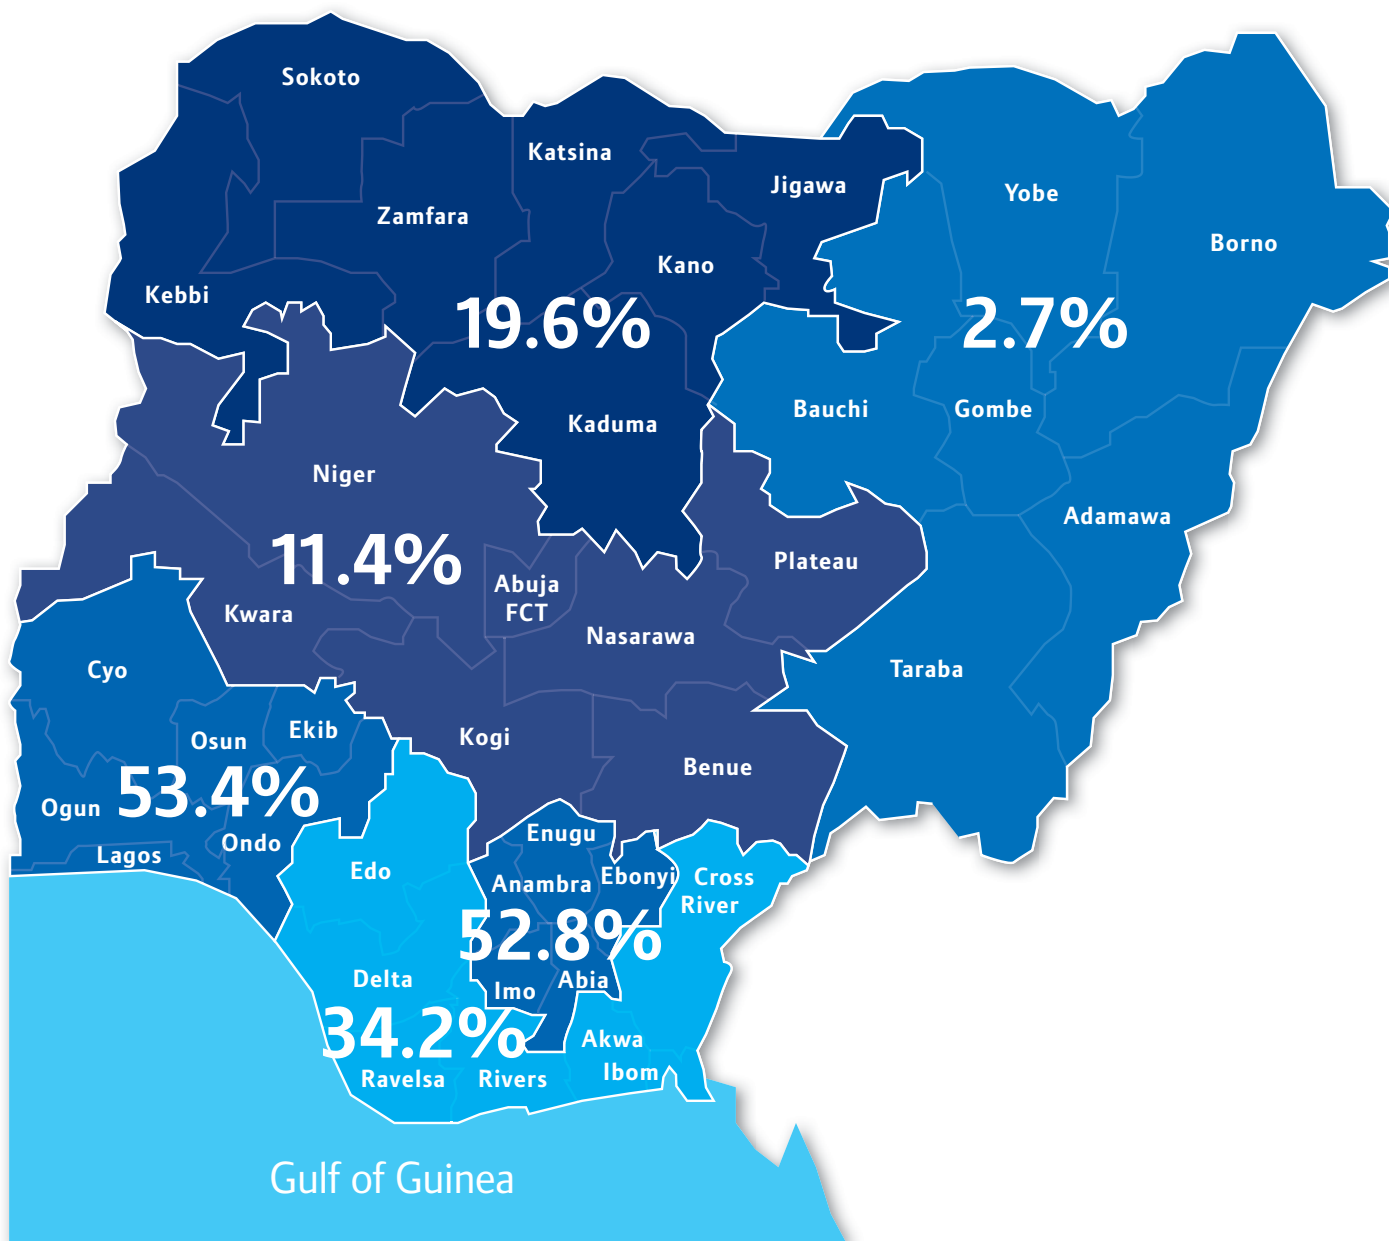 Sokoto
Katsina
Jigawa
Yobe
Zamfara
Borno
Kano
Kebbi
19.6%
2.7%
Bauchi
Gombe
Kaduma
Niger
Adamawa
11.4%
Plateau
Abuja
FCT
Kwara
Nasarawa
Cyo
Taraba
Ekib
Osun
Kogi
Benue
53.4%
Ogun
Ondo
Enugu
Lagos
Edo
Anambra
Ebonyi
Cross
River
52.8%
Delta
Abia
Imo
34.2%
Akwa
Ibom
Ravelsa
Rivers
Gulf of Guinea